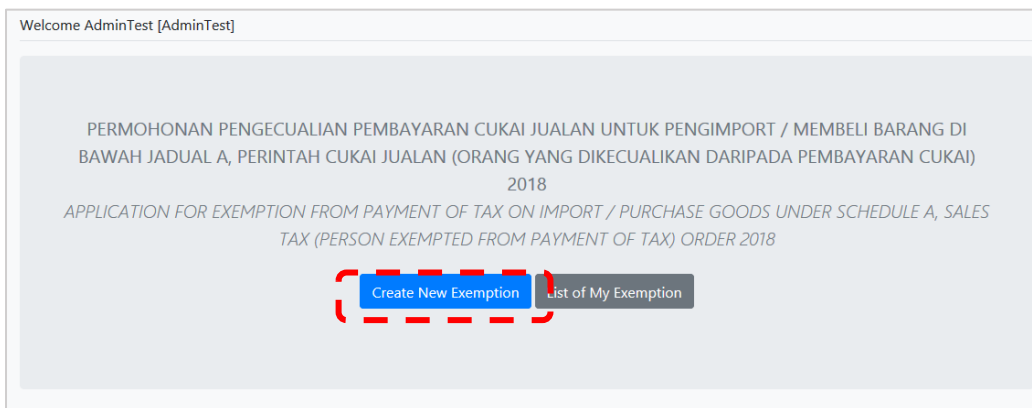 Welcome AdminTest [AdminTest]
PERMOHONAN PENGECUALIAN PEMBAYARAN CUKAI JUALAN UNTUK PENGIMPORT / MEMBELI BARANG DI
BAWAH JADUAL A, PERINTAH CUKAI JUALAN (ORANG YANG DIKECUALIKAN DARIPADA PEMBAYARAN CUKAI)
2018
APPLICATION FOR EXEMPTION FROM PAYMENT OF TAX ON IMPORT / PURCHASE GOODS UNDER SCHEDULE A, SALES
TAX (PERSON EXEMPTED FROM PAYMENT OF TAX) ORDER 2018
Create New Exemption List of My Exemption